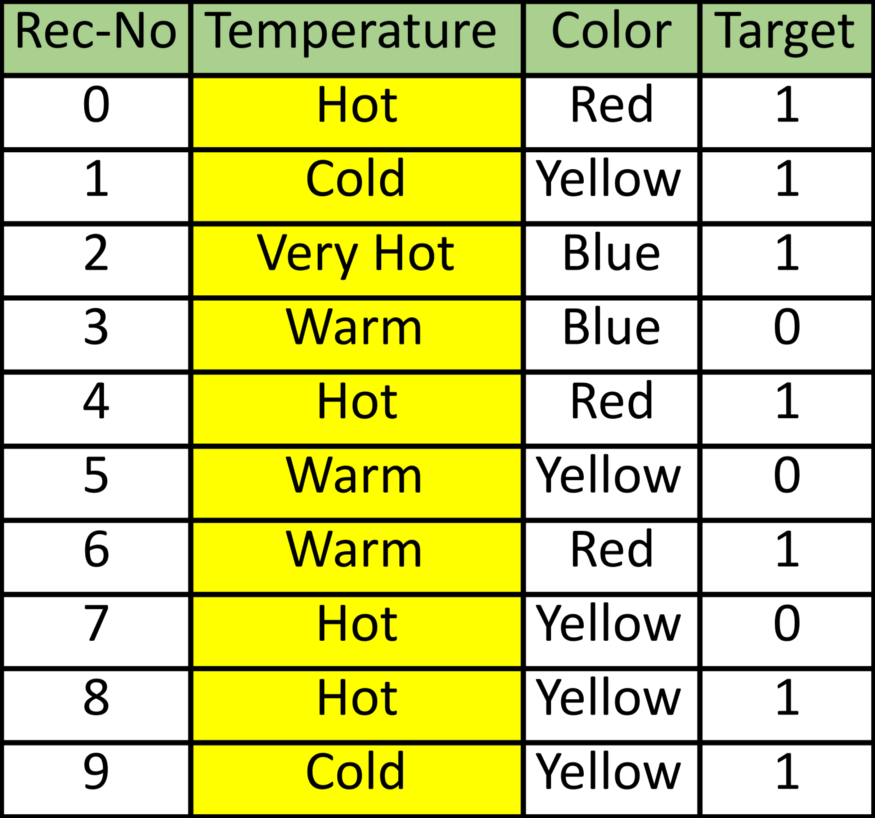 Rec-No Temperature Color Target
0 Hot Red 1
1 Cold Yellow 1
2 Very Hot Blue 1
3 Warm Blue 0
4 Hot Red 1
5 Warm Yellow 0
6 Warm Red 1
7 Hot Yellow 0
8 Hot Yellow 1
9 Cold Yellow 1